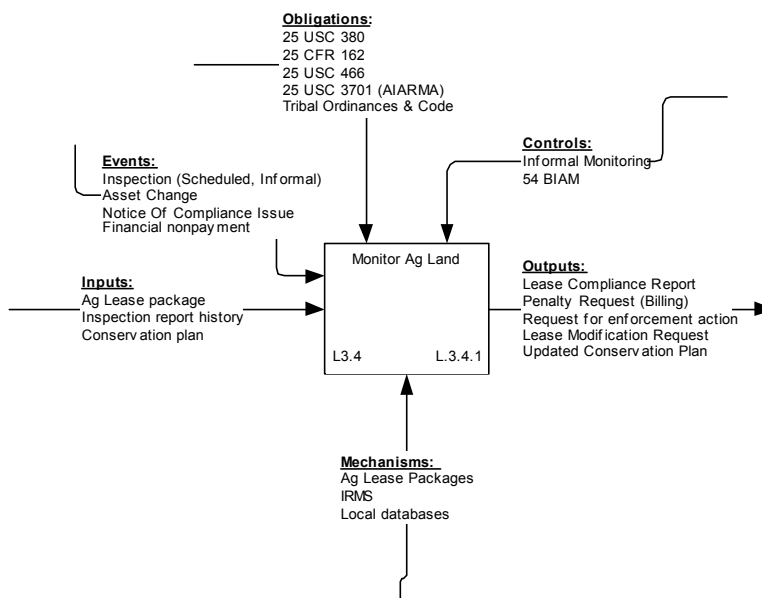 Obligations:
25 USC 380
25 CFR 162
25 USC 466
25 USC 3701 (AIARMA)
Tribal Ordinances & Code
Controls:
Informal Monitoring
54 BIAM
Events:
Inspection (Scheduled, Informal)
Asset Change
Notice Of Compliance Issue
Financial nonpayment
Monitor Ag Land
L3.4
L.3.4.1
Inputs:
Ag Lease package
Inspection report history
Conservation plan
Outputs:
Lease Compliance Report
Penalty Request (Billing)
Request for enforcement action
Lease Modification Request
Updated Conservation Plan
Mechanisms:
Ag Lease Packages
IRMS
Local databases